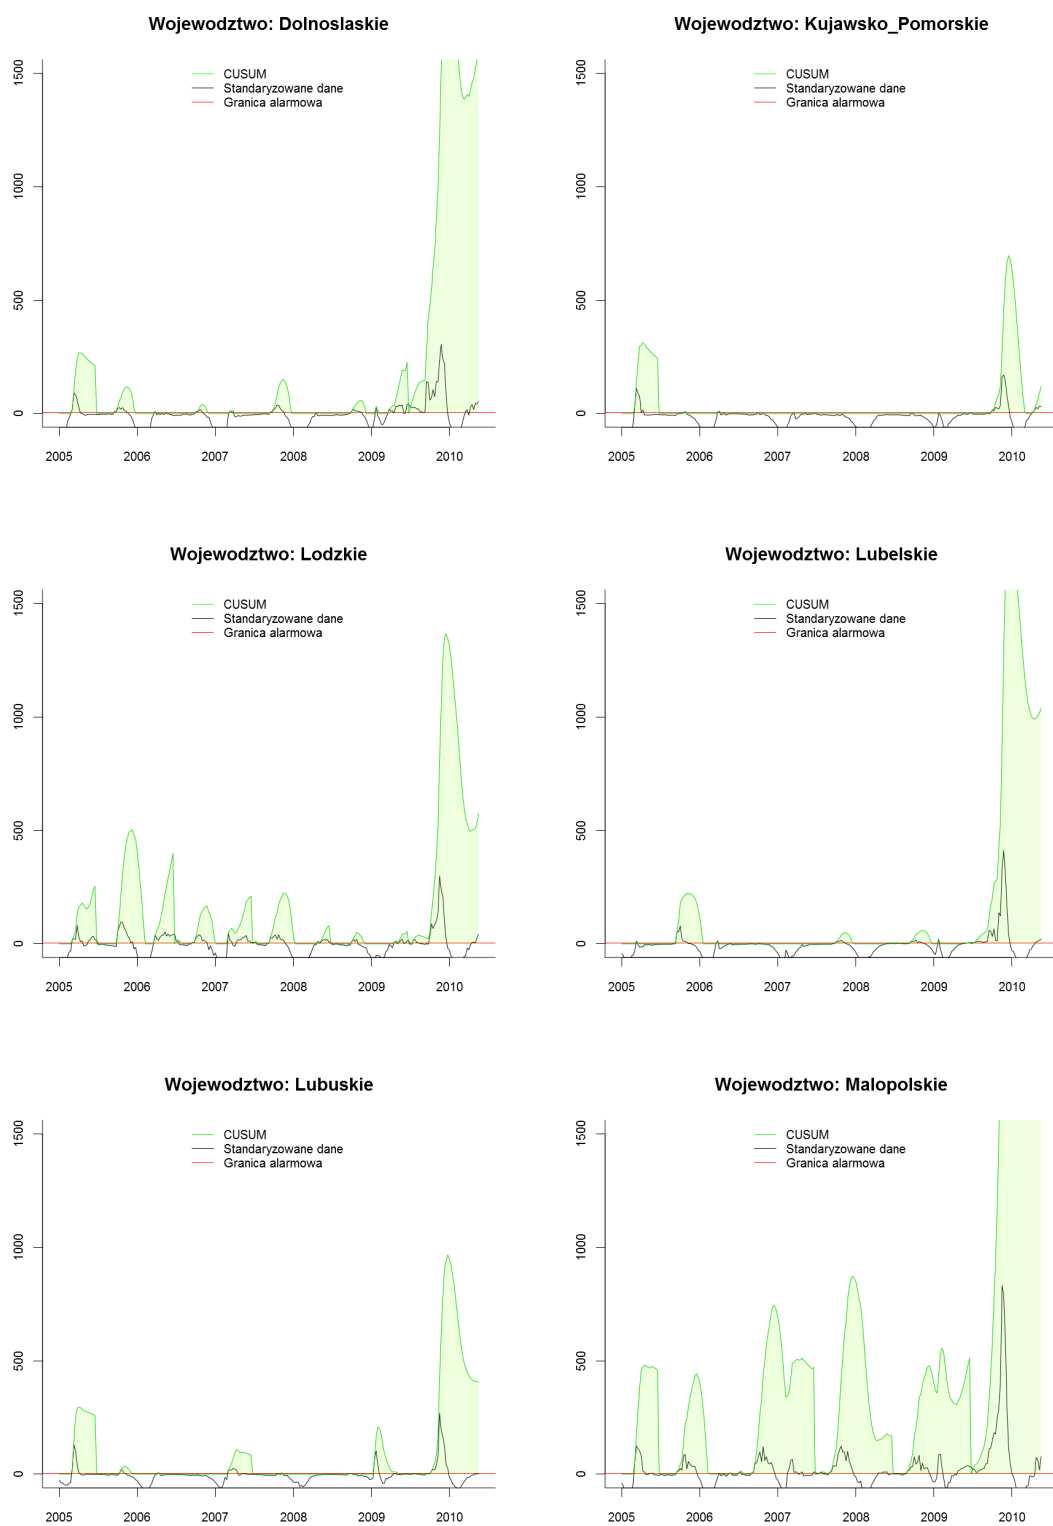 Wojewodztwo: Dolnoslaskie
CUSUM
Standaryzowane dane
Granica alarmowa
1500
1000
500
0
2005 2006 2007 2008 2009 2010
Wojewodztwo: Kujawsko_Pomorskie
CUSUM
Standaryzowane dane
Granica alarmowa
1500
1000
500
0
2005 2006 2007 2008 2009 2010
Wojewodztwo: Lodzkie
CUSUM
Standaryzowane dane
Granica alarmowa
1500
1000
500
0
2005 2006 2007 2008 2009 2010
Wojewodztwo: Lubelskie
CUSUM
Standaryzowane dane
Granica alarmowa
1500
1000
500
0
2005 2006 2007 2008 2009 2010
Wojewodztwo: Lubuskie
CUSUM
Standaryzowane dane
Granica alarmowa
1500
1000
500
0
2005 2006 2007 2008 2009 2010
Wojewodztwo: Malopolskie
CUSUM
Standaryzowane dane
Granica alarmowa
1500
1000
500
0
2005 2006 2007 2008 2009 2010